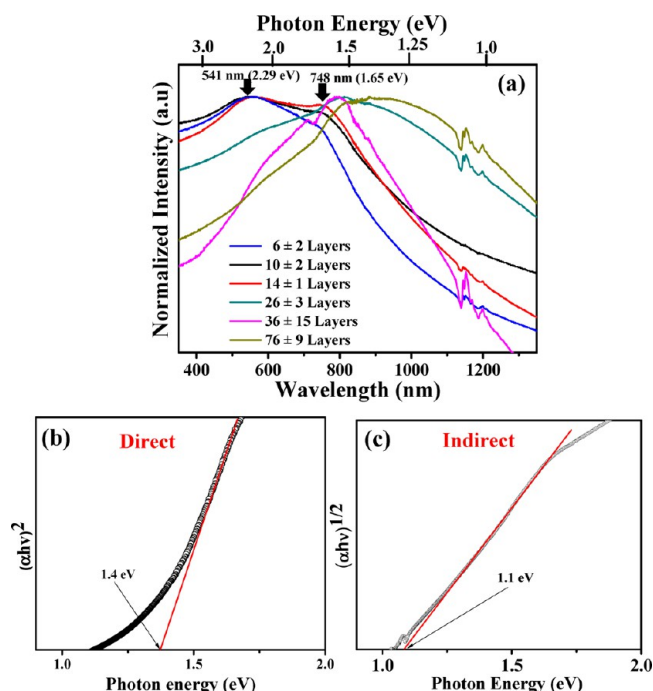 Photon Energy (eV)
3.0 2.0 1.5 1.25 1.0
541 nm (2.29 eV) 748 nm (1.65 eV) (a)
Normalized Intensity (a.u)
6 ± 2 Layers
10 ± 2 Layers
14 ± 1 Layers
26 ± 3 Layers
36 ± 15 Layers
76 ± 9 Layers
400 600 800 1000 1200
Wavelength (nm)
(b) Direct
(αhν)2
1.4 eV
1.0 1.5 2.0
Photon energy (eV)
(c) Indirect
(αhν)1/2
1.1 eV
1.0 1.5 2.0
Photon Energy (eV)